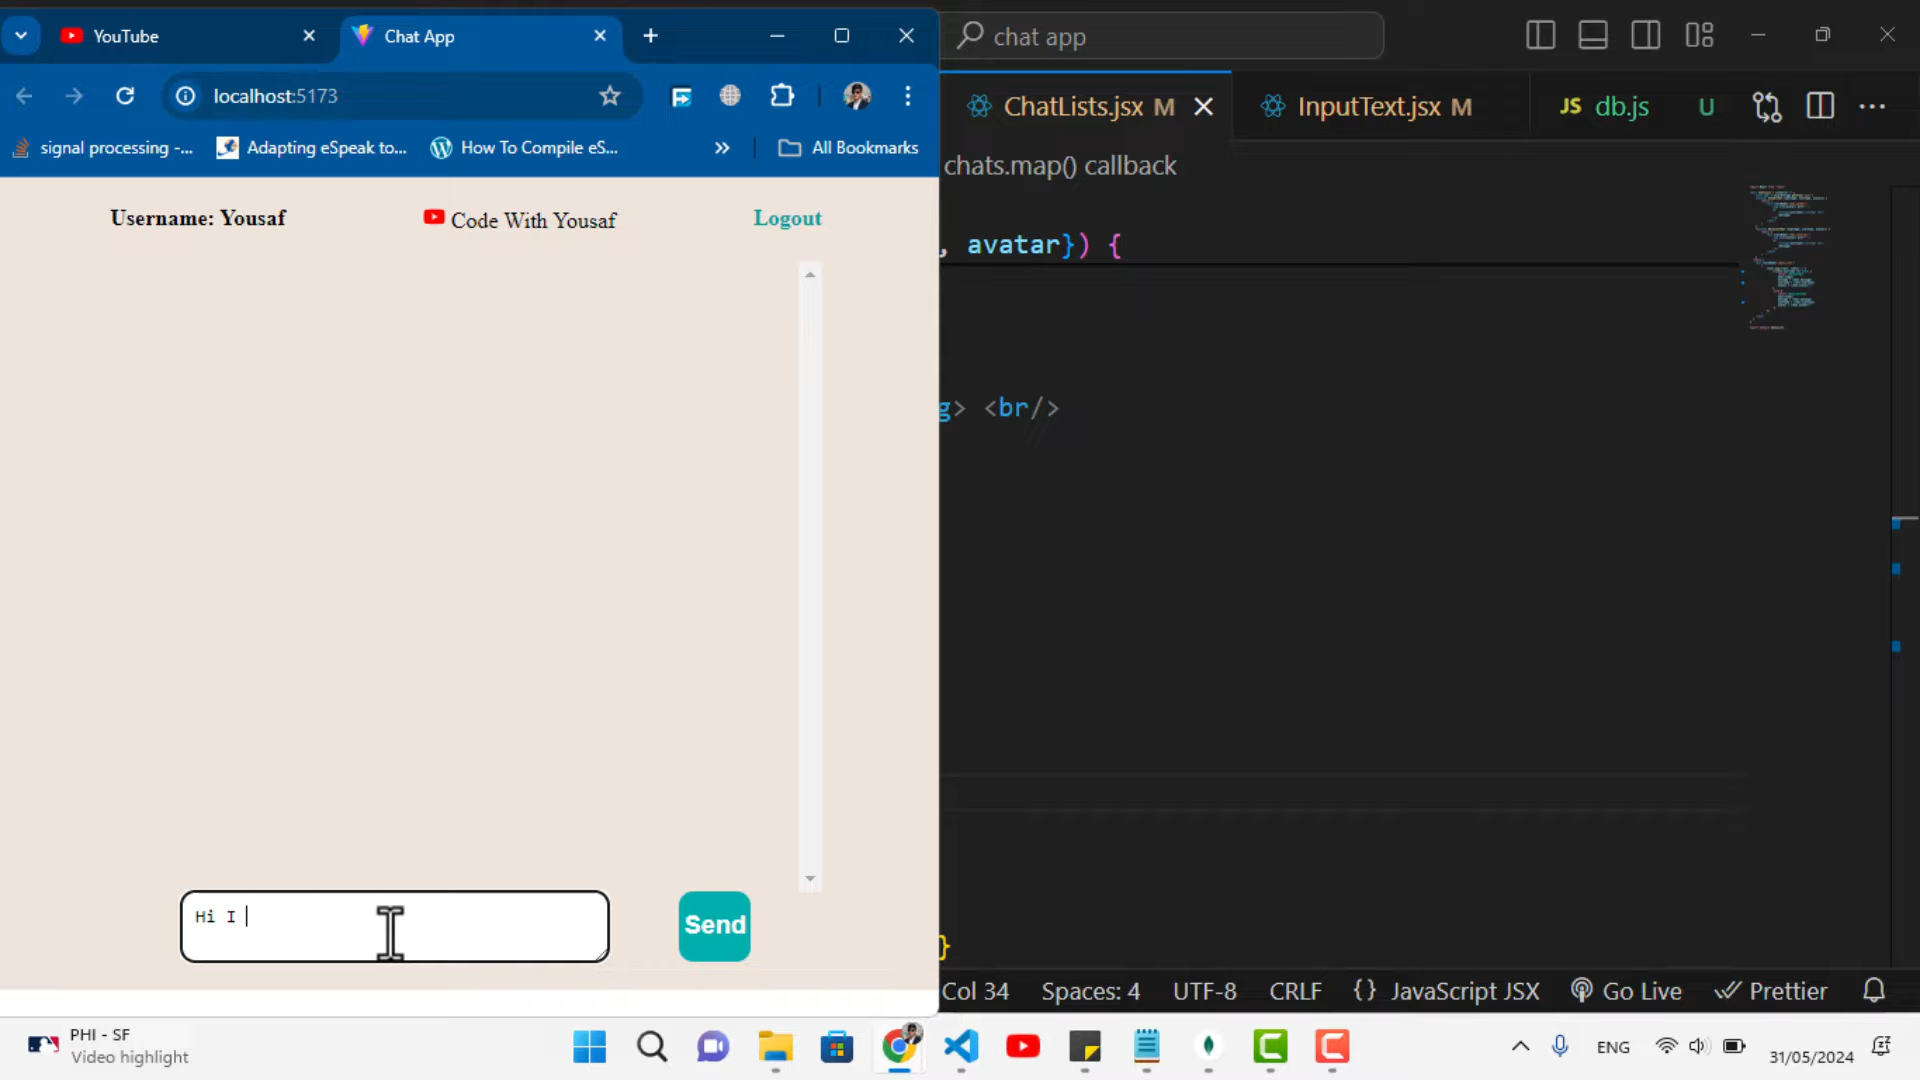 YouTube
Chat App
chat app
localhost:5173
signal processing -...
Adapting eSpeak to...
How To Compile eS...
»
All Bookmarks
ChatLists.jsx M
InputText.jsx M
JS db.js U
chats.map() callback
Username: Yousaf
Code With Yousaf
Logout
, avatar}) {
g> <br/>
Hi I
Send
}
Col 34
Spaces: 4
UTF-8
CRLF
{} JavaScript JSX
Go Live
Prettier
PHI - SF
Video highlight
ENG
31/05/2024